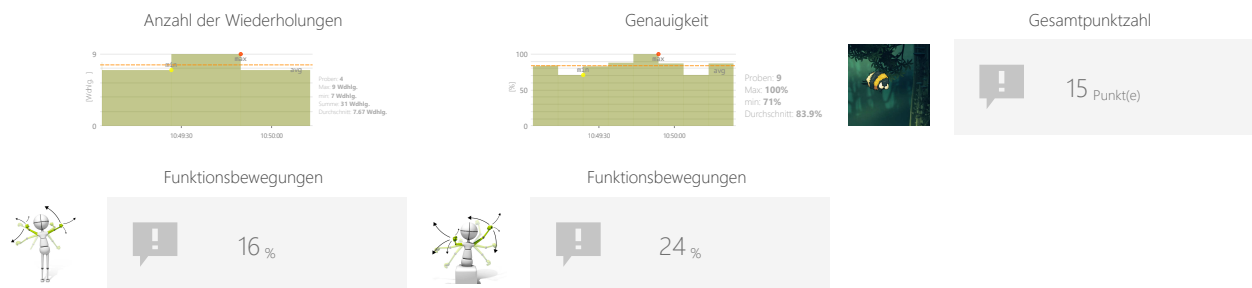 Anzahl der Wiederholungen
9
0
[Wdhlg. ]
min
max
avg
10:49:30
10:50:00
Proben: 4
Max: 9 Wdhlg.
min: 7 Wdhlg.
Summe: 31 Wdhlg.
Durchschnitt: 7.67 Wdhlg.
Genauigkeit
100
50
0
[%]
min
max
avg
10:49:30
10:50:00
Proben: 9
Max: 100%
min: 71%
Durchschnitt: 83.9%
Gesamtpunktzahl
15 Punkt(e)
Funktionsbewegungen
16 %
Funktionsbewegungen
24 %